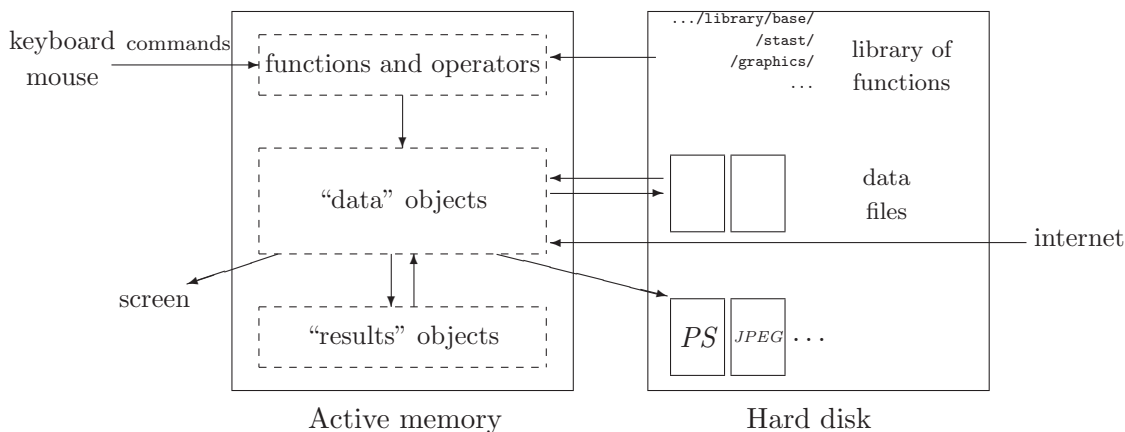 keyboard
mouse
commands
functions and operators
“data” objects
“results” objects
screen
Active memory
.../library/base/
/stast/
/graphics/
...
library of
functions
data
files
internet
PS
JPEG
...
Hard disk